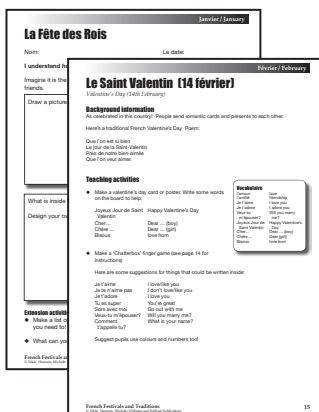 Janvier / January
La Fête des Rois
Nom:
Le date:
I understand h
Imagine it is the
friends.
Draw a picture
What is inside
Design your ow
Extension activiti
Make a list o
you need to!
What can yo
French Festivals a
Février / February
Le Saint Valentin (14 février)
Valentine's Day (14th February)
Background information
As celebrated in this country! People send romantic cards and presents to each other.
Here's a traditional French Valentine's Day Poem:
Que l'on est si bien
Le jour de la Saint-Valentin
Près de notre bien-aimée
Que l'on veut aimer.
Teaching activities
Make a valentine's day card or poster. Write some words
on the board to help:
Joyeux Jour de Saint Happy Valentine's Day
Valentin
Cher... Dear ... (boy)
Chère ... Dear (girl)
Bisous love from
Vocabulaire
l'amour love
l'amitié friendship
Je t'aime I love you
Je t'adore I adore you
Veux-tu Will you marry
m'épouser? me?
Joyeux Jour de Happy Valentine's
Saint Valentin Day
Cher... Dear ... (boy)
Chère ... Dear (girl)
Bisous love from
Make a 'Chatterbox' finger game (see page 14 for
instructions)
Here are some suggestions for things that could be written inside:
Je t'aime I love/like you
Je te n'aime pas I don't love/like you
Je t'adore I love you
Tu es super You're great
Sors avec moi Go out with me
Veux-tu m'épouser? Will you marry me?
Comment What is your name?
t'appelle tu?
Suggest pupils use colours and numbers too!
French Festivals and Traditions
15